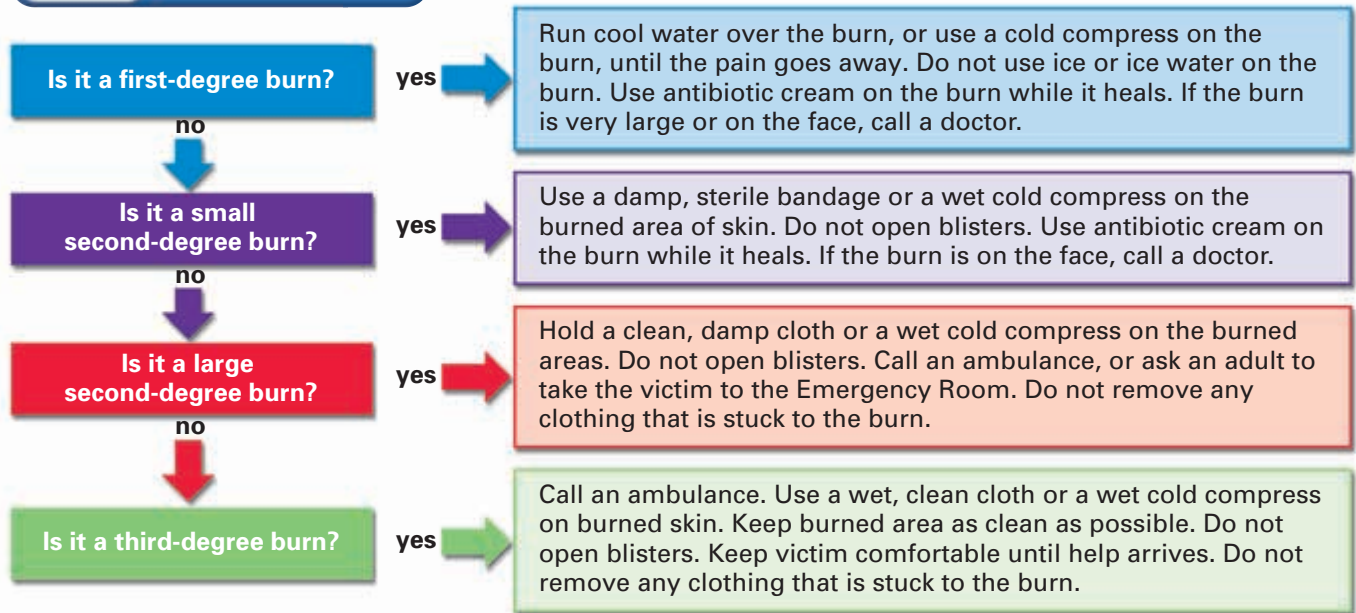 Is it a first-degree burn?
yes
Run cool water over the burn, or use a cold compress on the
burn, until the pain goes away. Do not use ice or ice water on the
burn. Use antibiotic cream on the burn while it heals. If the burn
is very large or on the face, call a doctor.
no
Is it a small
second-degree burn?
yes
Use a damp, sterile bandage or a wet cold compress on the
burned area of skin. Do not open blisters. Use antibiotic cream on
the burn while it heals. If the burn is on the face, call a doctor.
no
Is it a large
second-degree burn?
yes
Hold a clean, damp cloth or a wet cold compress on the burned
areas. Do not open blisters. Call an ambulance, or ask an adult to
take the victim to the Emergency Room. Do not remove any
clothing that is stuck to the burn.
no
Is it a third-degree burn?
yes
Call an ambulance. Use a wet, clean cloth or a wet cold compress
on burned skin. Keep burned area as clean as possible. Do not
open blisters. Keep victim comfortable until help arrives. Do not
remove any clothing that is stuck to the burn.